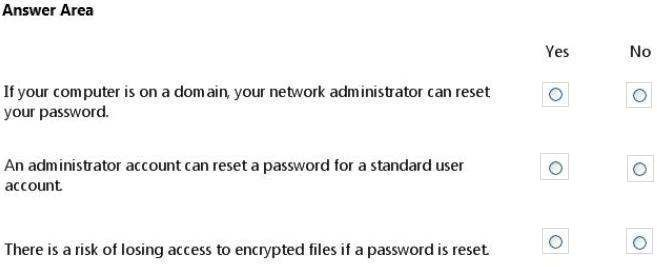 Answer Area
Yes No
If your computer is on a domain, your network administrator can reset
your password.
An administrator account can reset a password for a standard user
account.
There is a risk of losing access to encrypted files if a password is reset.